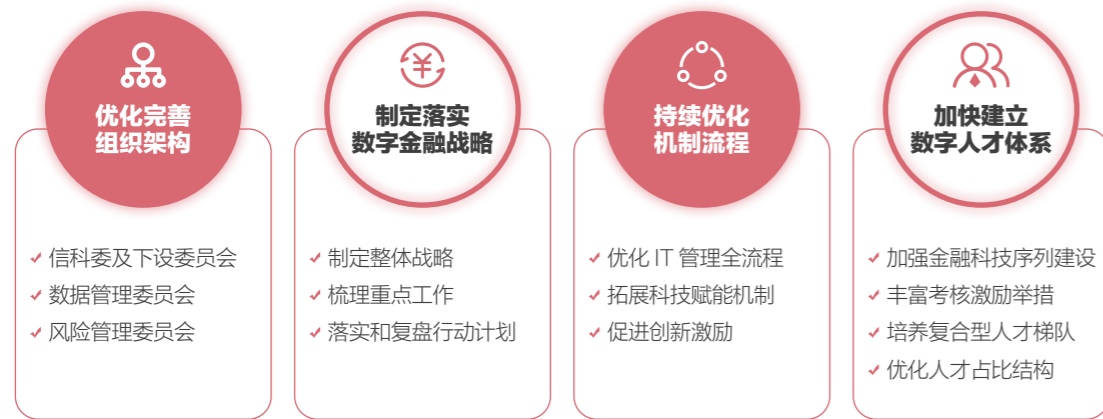 优化完善
组织架构
信科委及下设委员会
数据管理委员会
风险管理委员会
制定落实
数字金融战略
制定整体战略
梳理重点工作
落实和复盘行动计划
持续优化
机制流程
优化 IT 管理全流程
拓展科技赋能机制
促进创新激励
加快建立
数字人才体系
加强金融科技序列建设
丰富考核激励举措
培养复合型人才梯队
优化人才占比结构